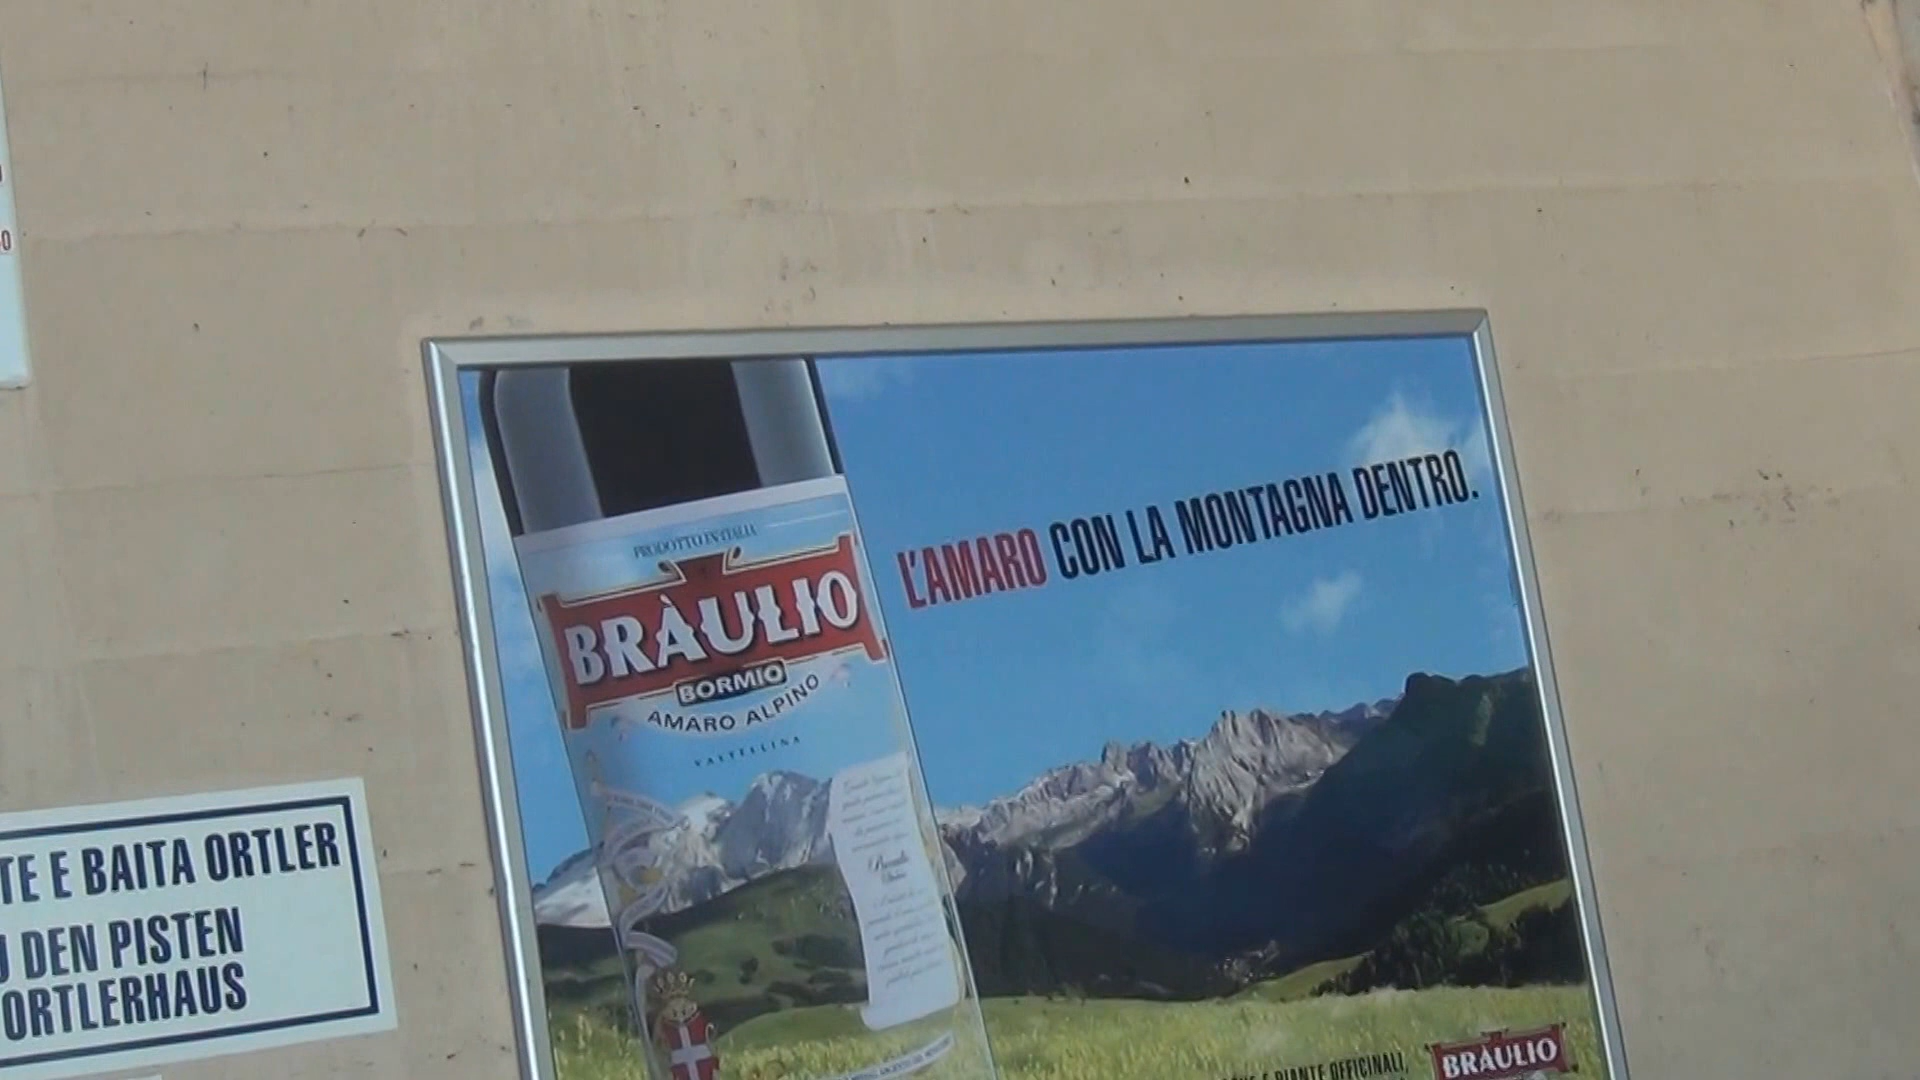 L'AMARO CON LA MONTAGNA DENTRO.
PRODOTTO IN ITALIA
BRÀULIO
BORMIO
AMARO ALPINO
VALTELLINA
TE E BAITA ORTLER
DEN PISTEN
ORTLERHAUS
E PIANTE OFFICINALI,
BRÀULIO